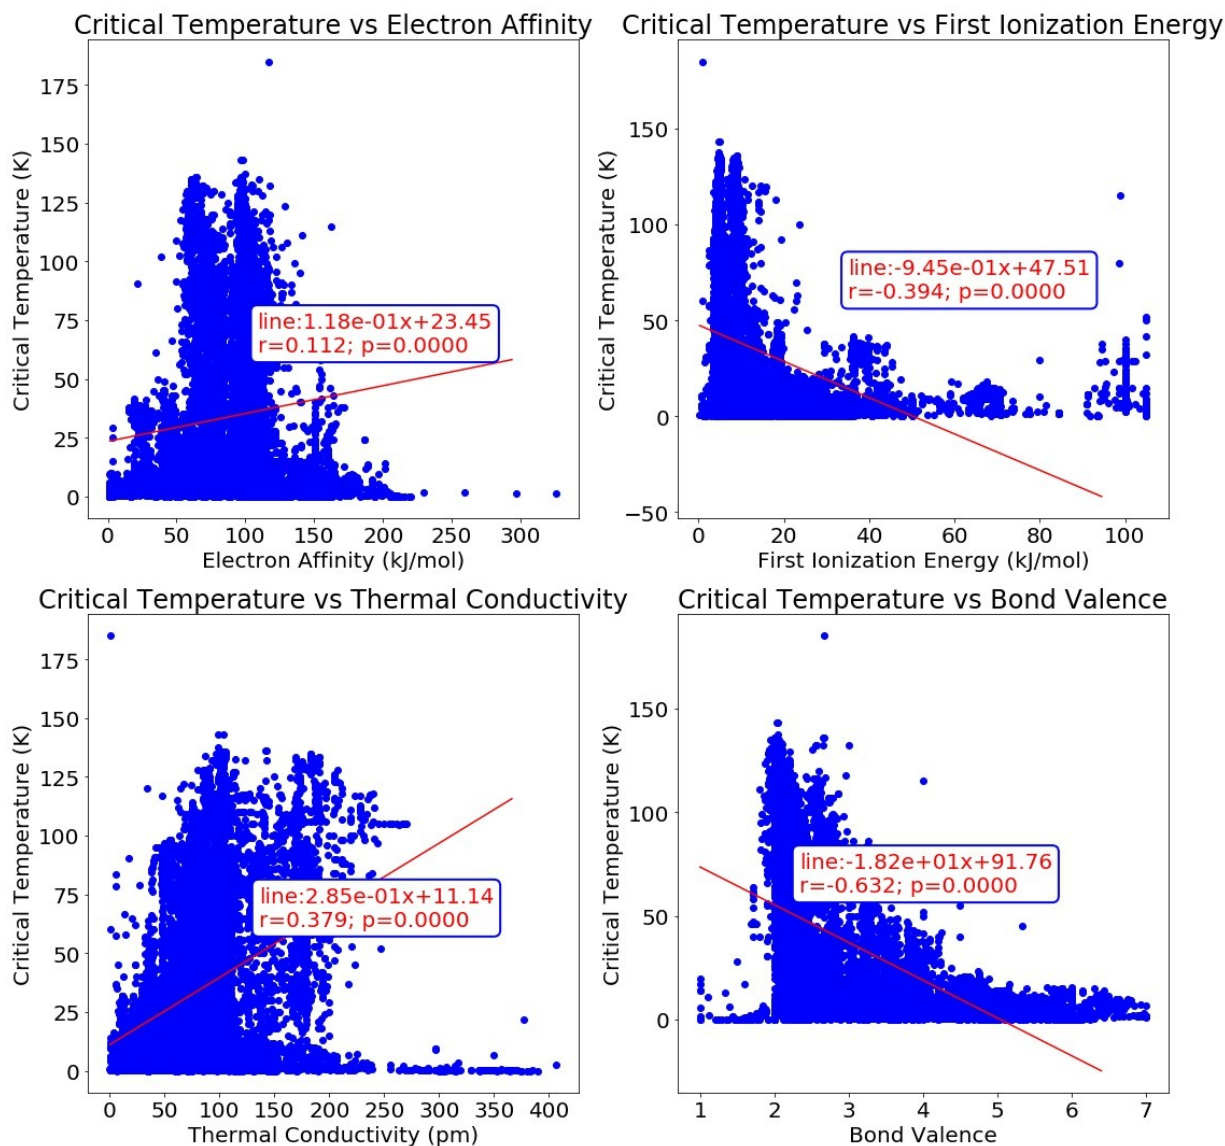 Critical Temperature vs Electron Affinity
Critical Temperature (K)
175
150
125
100
75
50
25
0
line:1.18e-01x+23.45
r=0.112; p=0.0000
0 50 100 150 200 250 300
Electron Affinity (kJ/mol)
Critical Temperature vs First Ionization Energy
Critical Temperature (K)
150
100
50
0
−50
line:-9.45e-01x+47.51
r=-0.394; p=0.0000
0 20 40 60 80 100
First Ionization Energy (kJ/mol)
Critical Temperature vs Thermal Conductivity
Critical Temperature (K)
175
150
125
100
75
50
25
0
line:2.85e-01x+11.14
r=0.379; p=0.0000
0 50 100 150 200 250 300 350 400
Thermal Conductivity (pm)
Critical Temperature vs Bond Valence
Critical Temperature (K)
150
100
50
0
line:-1.82e+01x+91.76
r=-0.632; p=0.0000
1 2 3 4 5 6 7
Bond Valence